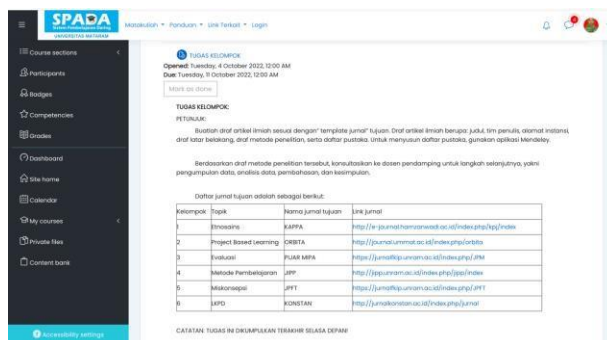 SPADA
Sistem Pembelajaran Daring
UNIVERSITAS MATARAM
Matakuliah
Panduan
Link Terkait
Login
Course sections
Participants
Badges
Competencies
Grades
Dashboard
Site home
Calendar
My courses
Private files
Content bank
Accessibility settings
TUGAS KELOMPOK
Opened: Tuesday, 4 October 2022, 12:00 AM
Due: Tuesday, 11 October 2022, 12:00 AM
Mark as done
TUGAS KELOMPOK:
PETUNJUK:
Buatlah draf artikel ilmiah sesuai dengan" template jurnal" tujuan. Draf artikel ilmiah berupa: judul, tim penulis, alamat instansi,
draf latar belakang, draf metode penelitian, serta daftar pustaka. Untuk menyusun daftar pustaka, gunakan aplikasi Mendeley.
Berdasarkan draf metode penelitian tersebut, konsultasikan ke dosen pendamping untuk langkah selanjutnya, yakni
pengumpulan data, analisis data, pembahasan, dan kesimpulan.
Daftar jurnal tujuan adalah sebagai berikut:
Kelompok Topik Nama jurnal tujuan Link jurnal
1 Etnosains KAPPA http://e-journal.hamzanwadi.ac.id/index.php/kpj/index
2 Project Based Learning ORBITA http://journal.ummat.ac.id/index.php/orbita
3 Evaluasi PIJAR MIPA https://jurnalfkip.unram.ac.id/index.php/JPM
4 Metode Pembelajaran JIPP http://jipp.unram.ac.id/index.php/jipp/index
5 Miskonsepsi JPFT https://jurnalfkip.unram.ac.id/index.php/JPFT
6 LKPD KONSTAN http://jurnalkonstan.ac.id/index.php/jurnal
CATATAN: TUGAS INI DIKUMPULKAN TERAKHIR SELASA DEPAN!